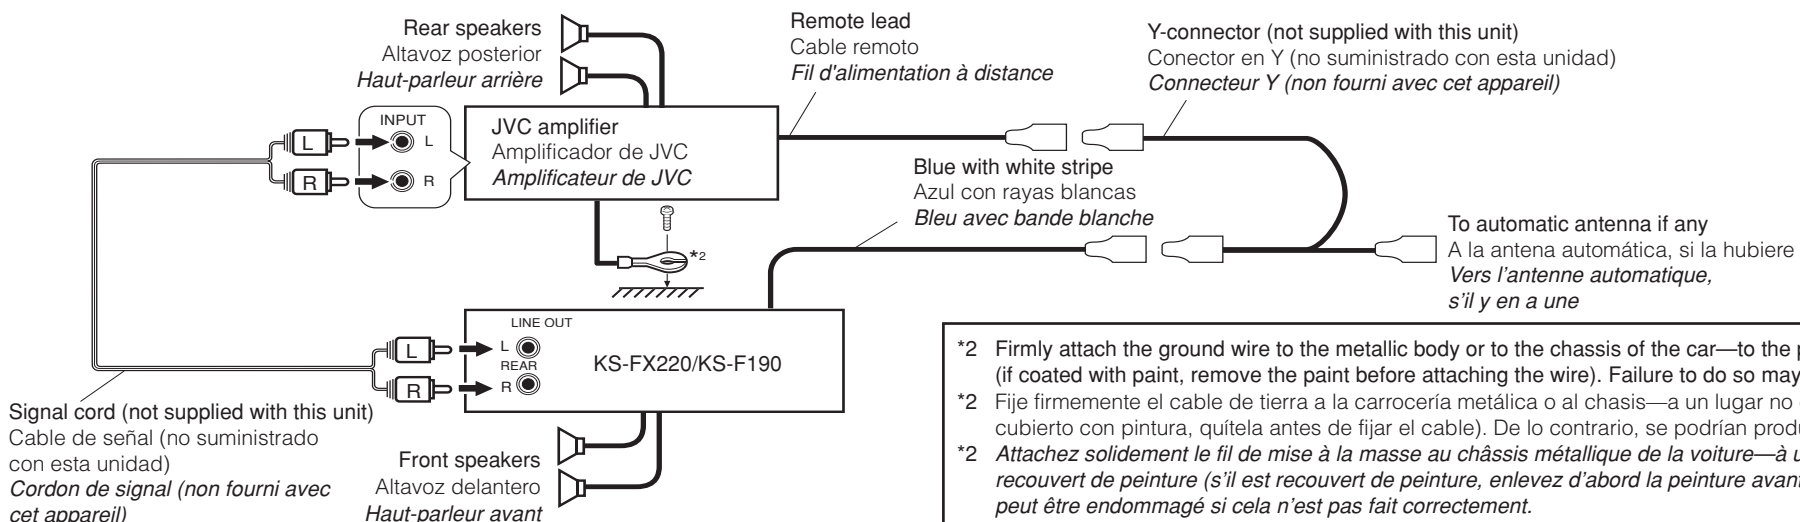 Rear speakers
Altavoz posterior
Haut-parleur arrière
Remote lead
Cable remoto
Fil d'alimentation à distance
Y-connector (not supplied with this unit)
Conector en Y (no suministrado con esta unidad)
Connecteur Y (non fourni avec cet appareil)
INPUT
L
L
R
R
JVC amplifier
Amplificador de JVC
Amplificateur de JVC
Blue with white stripe
Azul con rayas blancas
Bleu avec bande blanche
*2
To automatic antenna if any
A la antena automática, si la hubiere
Vers l'antenne automatique,
s'il y en a une
LINE OUT
L
L
REAR
R
R
KS-FX220/KS-F190
Signal cord (not supplied with this unit)
Cable de señal (no suministrado
con esta unidad)
Cordon de signal (non fourni avec
cet appareil)
Front speakers
Altavoz delantero
Haut-parleur avant
*2 Firmly attach the ground wire to the metallic body or to the chassis of the car—to the
(if coated with paint, remove the paint before attaching the wire). Failure to do so may
*2 Fije firmemente el cable de tierra a la carrocería metálica o al chasis—a un lugar no
cubierto con pintura, quítela antes de fijar el cable). De lo contrario, se podrían
*2 Attachez solidement le fil de mise à la masse au châssis métallique de la voiture—à
recouvert de peinture (s'il est recouvert de peinture, enlevez d'abord la peinture
peut être endommagé si cela n'est pas fait correctement.